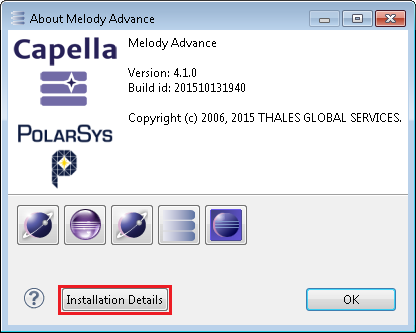 About Melody Advance
Capella
Melody Advance
Version: 4.1.0
Build id: 201510131940
Copyright (c) 2006, 2015 THALES GLOBAL SERVICES.
POLARSYS
?
Installation Details
OK